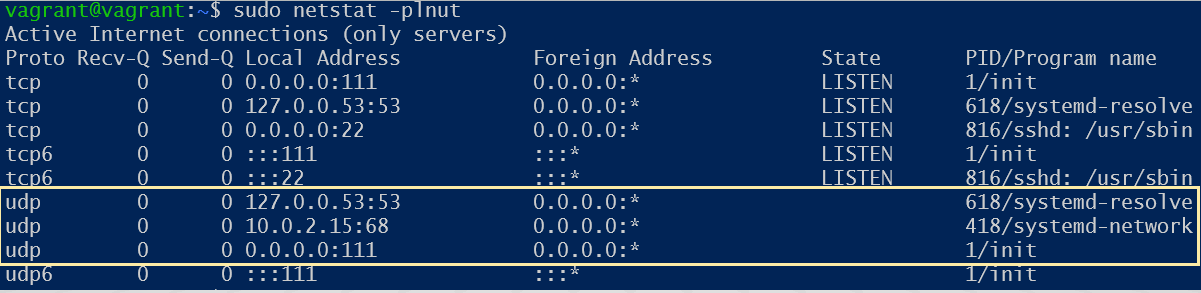 vagrant@vagrant:~$ sudo netstat -plnut
Active Internet connections (only servers)
Proto Recv-Q Send-Q Local Address           Foreign Address         State       PID/Program name
tcp        0      0 0.0.0.0:111             0.0.0.0:*               LISTEN      1/init
tcp        0      0 127.0.0.53:53           0.0.0.0:*               LISTEN      618/systemd-resolve
tcp        0      0 0.0.0.0:22              0.0.0.0:*               LISTEN      816/sshd: /usr/sbin
tcp6       0      0 :::111                  :::*                    LISTEN      1/init
tcp6       0      0 :::22                   :::*                    LISTEN      816/sshd: /usr/sbin
udp        0      0 127.0.0.53:53           0.0.0.0:*                           618/systemd-resolve
udp        0      0 10.0.2.15:68            0.0.0.0:*                           418/systemd-network
udp        0      0 0.0.0.0:111             0.0.0.0:*                           1/init
udp6       0      0 :::111                  :::*                                1/init